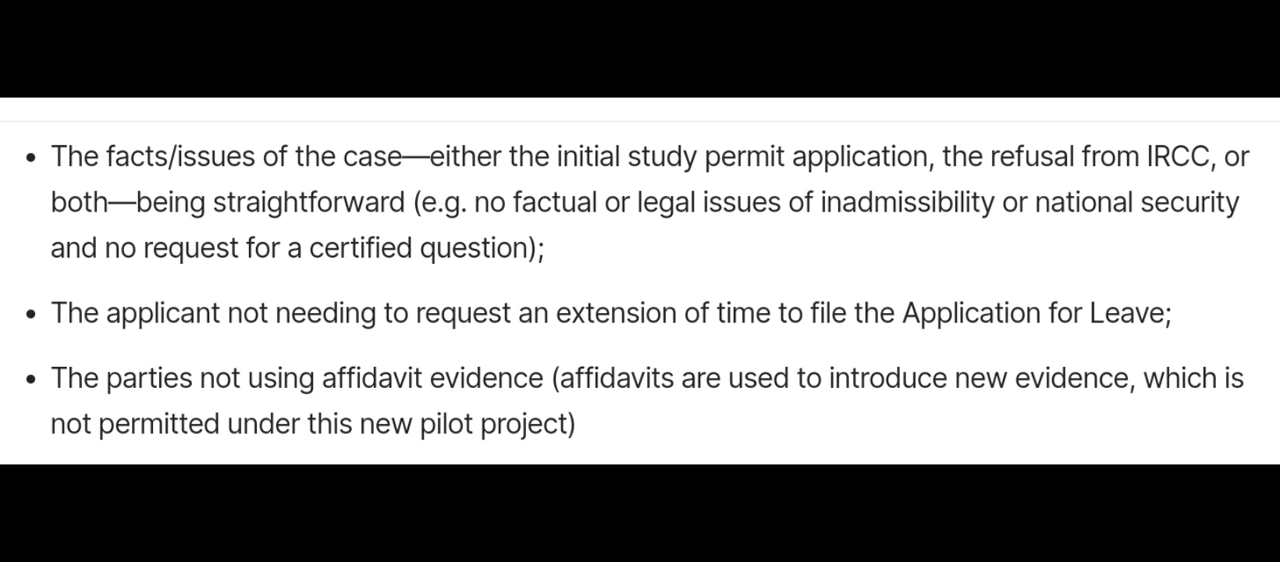 • The facts/issues of the case—either the initial study permit application, the refusal from IRCC, or
both—being straightforward (e.g. no factual or legal issues of inadmissibility or national security
and no request for a certified question);
• The applicant not needing to request an extension of time to file the Application for Leave;
• The parties not using affidavit evidence (affidavits are used to introduce new evidence, which is
not permitted under this new pilot project)